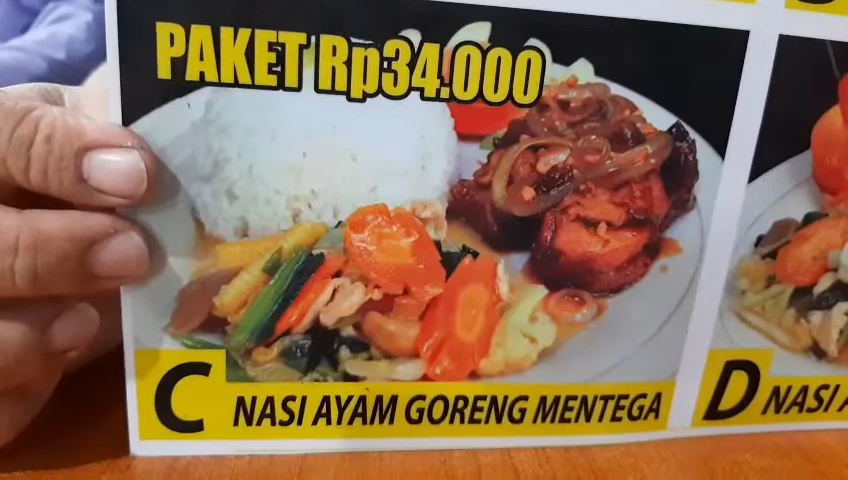 PAKET Rp34.000
C NASI AYAM GORENG MENTEGA
D NASI